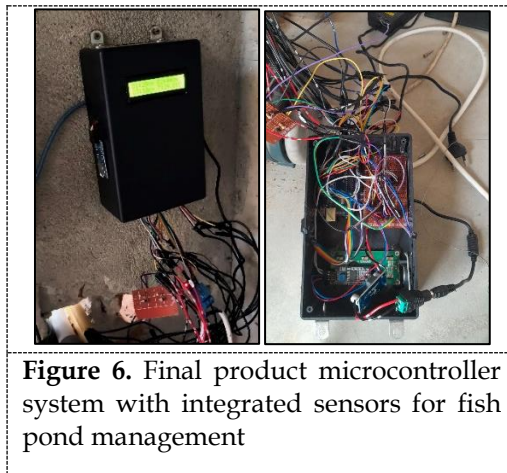 Figure 6. Final product microcontroller
system with integrated sensors for fish
pond management